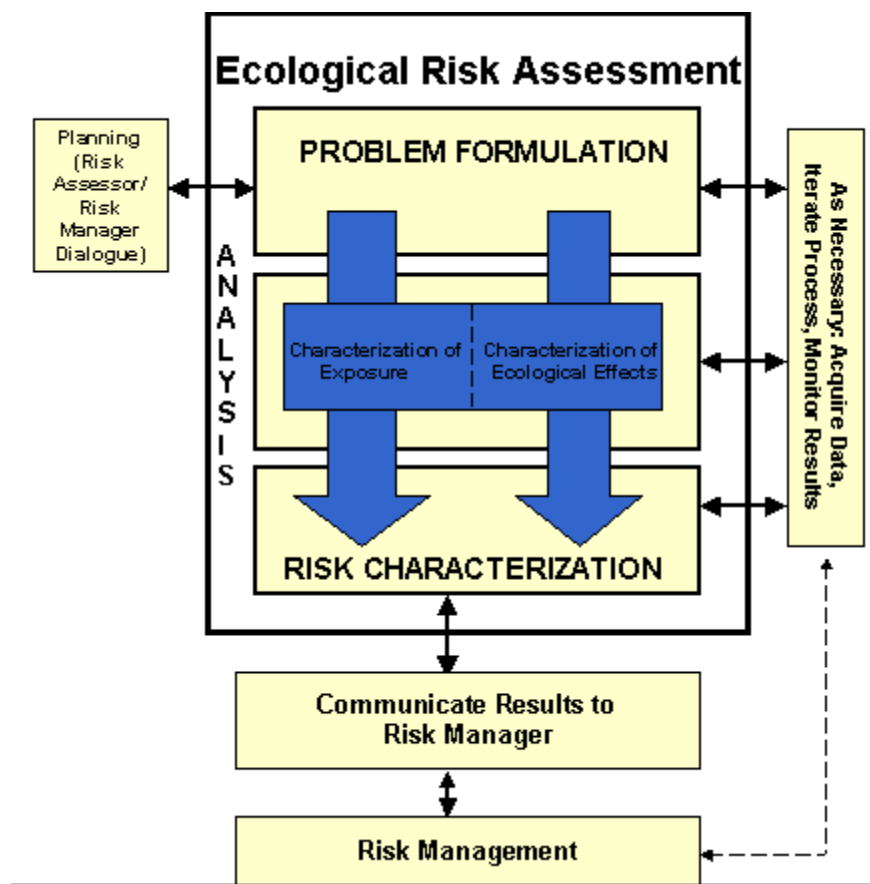 Ecological Risk Assessment
Planning
(Risk
Assessor/
Risk
Manager
Dialogue)
PROBLEM FORMULATION
ANALYSIS
Characterization of
Exposure
Characterization of
Ecological Effects
RISK CHARACTERIZATION
As Necessary: Acquire Data,
Iterate Process, Monitor Results
Communicate Results to
Risk Manager
Risk Management